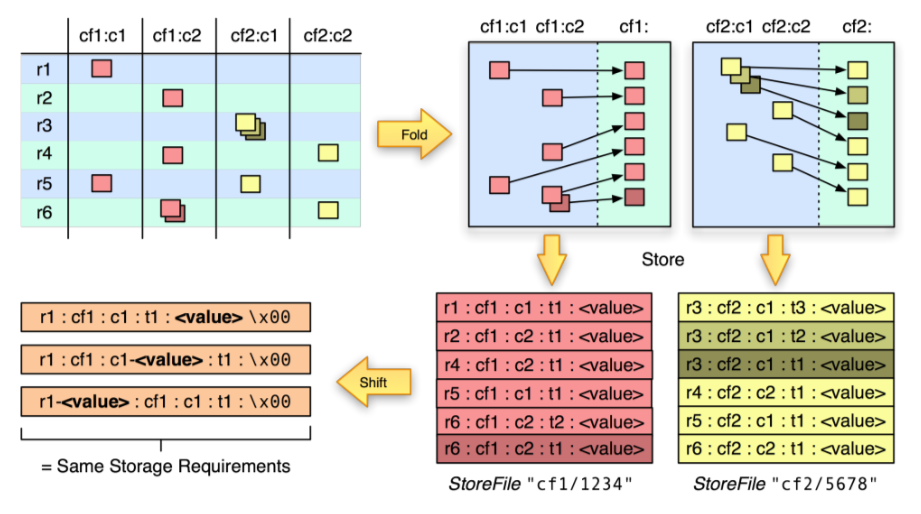 cf1:c1 cf1:c2 cf2:c1 cf2:c2
r1
r2
r3
r4
r5
r6
Fold
cf1:c1 cf1:c2 cf1:
cf2:c1 cf2:c2 cf2:
Store
r1 : cf1 : c1 : t1 : <value>
r2 : cf1 : c2 : t1 : <value>
r4 : cf1 : c2 : t1 : <value>
r5 : cf1 : c1 : t1 : <value>
r6 : cf1 : c2 : t2 : <value>
r6 : cf1 : c2 : t1 : <value>
StoreFile "cf1/1234"
r3 : cf2 : c1 : t3 : <value>
r3 : cf2 : c1 : t2 : <value>
r3 : cf2 : c1 : t1 : <value>
r4 : cf2 : c2 : t1 : <value>
r5 : cf2 : c1 : t1 : <value>
r6 : cf2 : c2 : t1 : <value>
StoreFile "cf2/5678"
Shift
r1 : cf1 : c1 : t1 : <value> \x00
r1 : cf1 : c1-<value> : t1 : \x00
r1-<value> : cf1 : c1 : t1 : \x00
= Same Storage Requirements